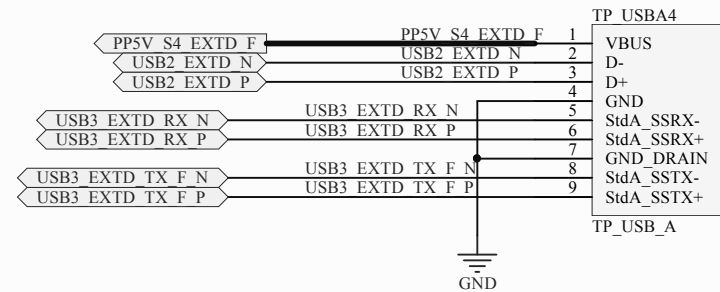 TP_USBA4
PP5V_S4_EXTD_F PP5V_S4_EXTD_F 1 VBUS
USB2_EXTD_N USB2_EXTD_N 2 D-
USB2_EXTD_P USB2_EXTD_P 3 D+
4 GND
USB3_EXTD_RX_N USB3_EXTD_RX_N 5 StdA_SSRX-
USB3_EXTD_RX_P USB3_EXTD_RX_P 6 StdA_SSRX+
7 GND_DRAIN
USB3_EXTD_TX_F_N USB3_EXTD_TX_F_N 8 StdA_SSTX-
USB3_EXTD_TX_F_P USB3_EXTD_TX_F_P 9 StdA_SSTX+
TP_USB_A
GND